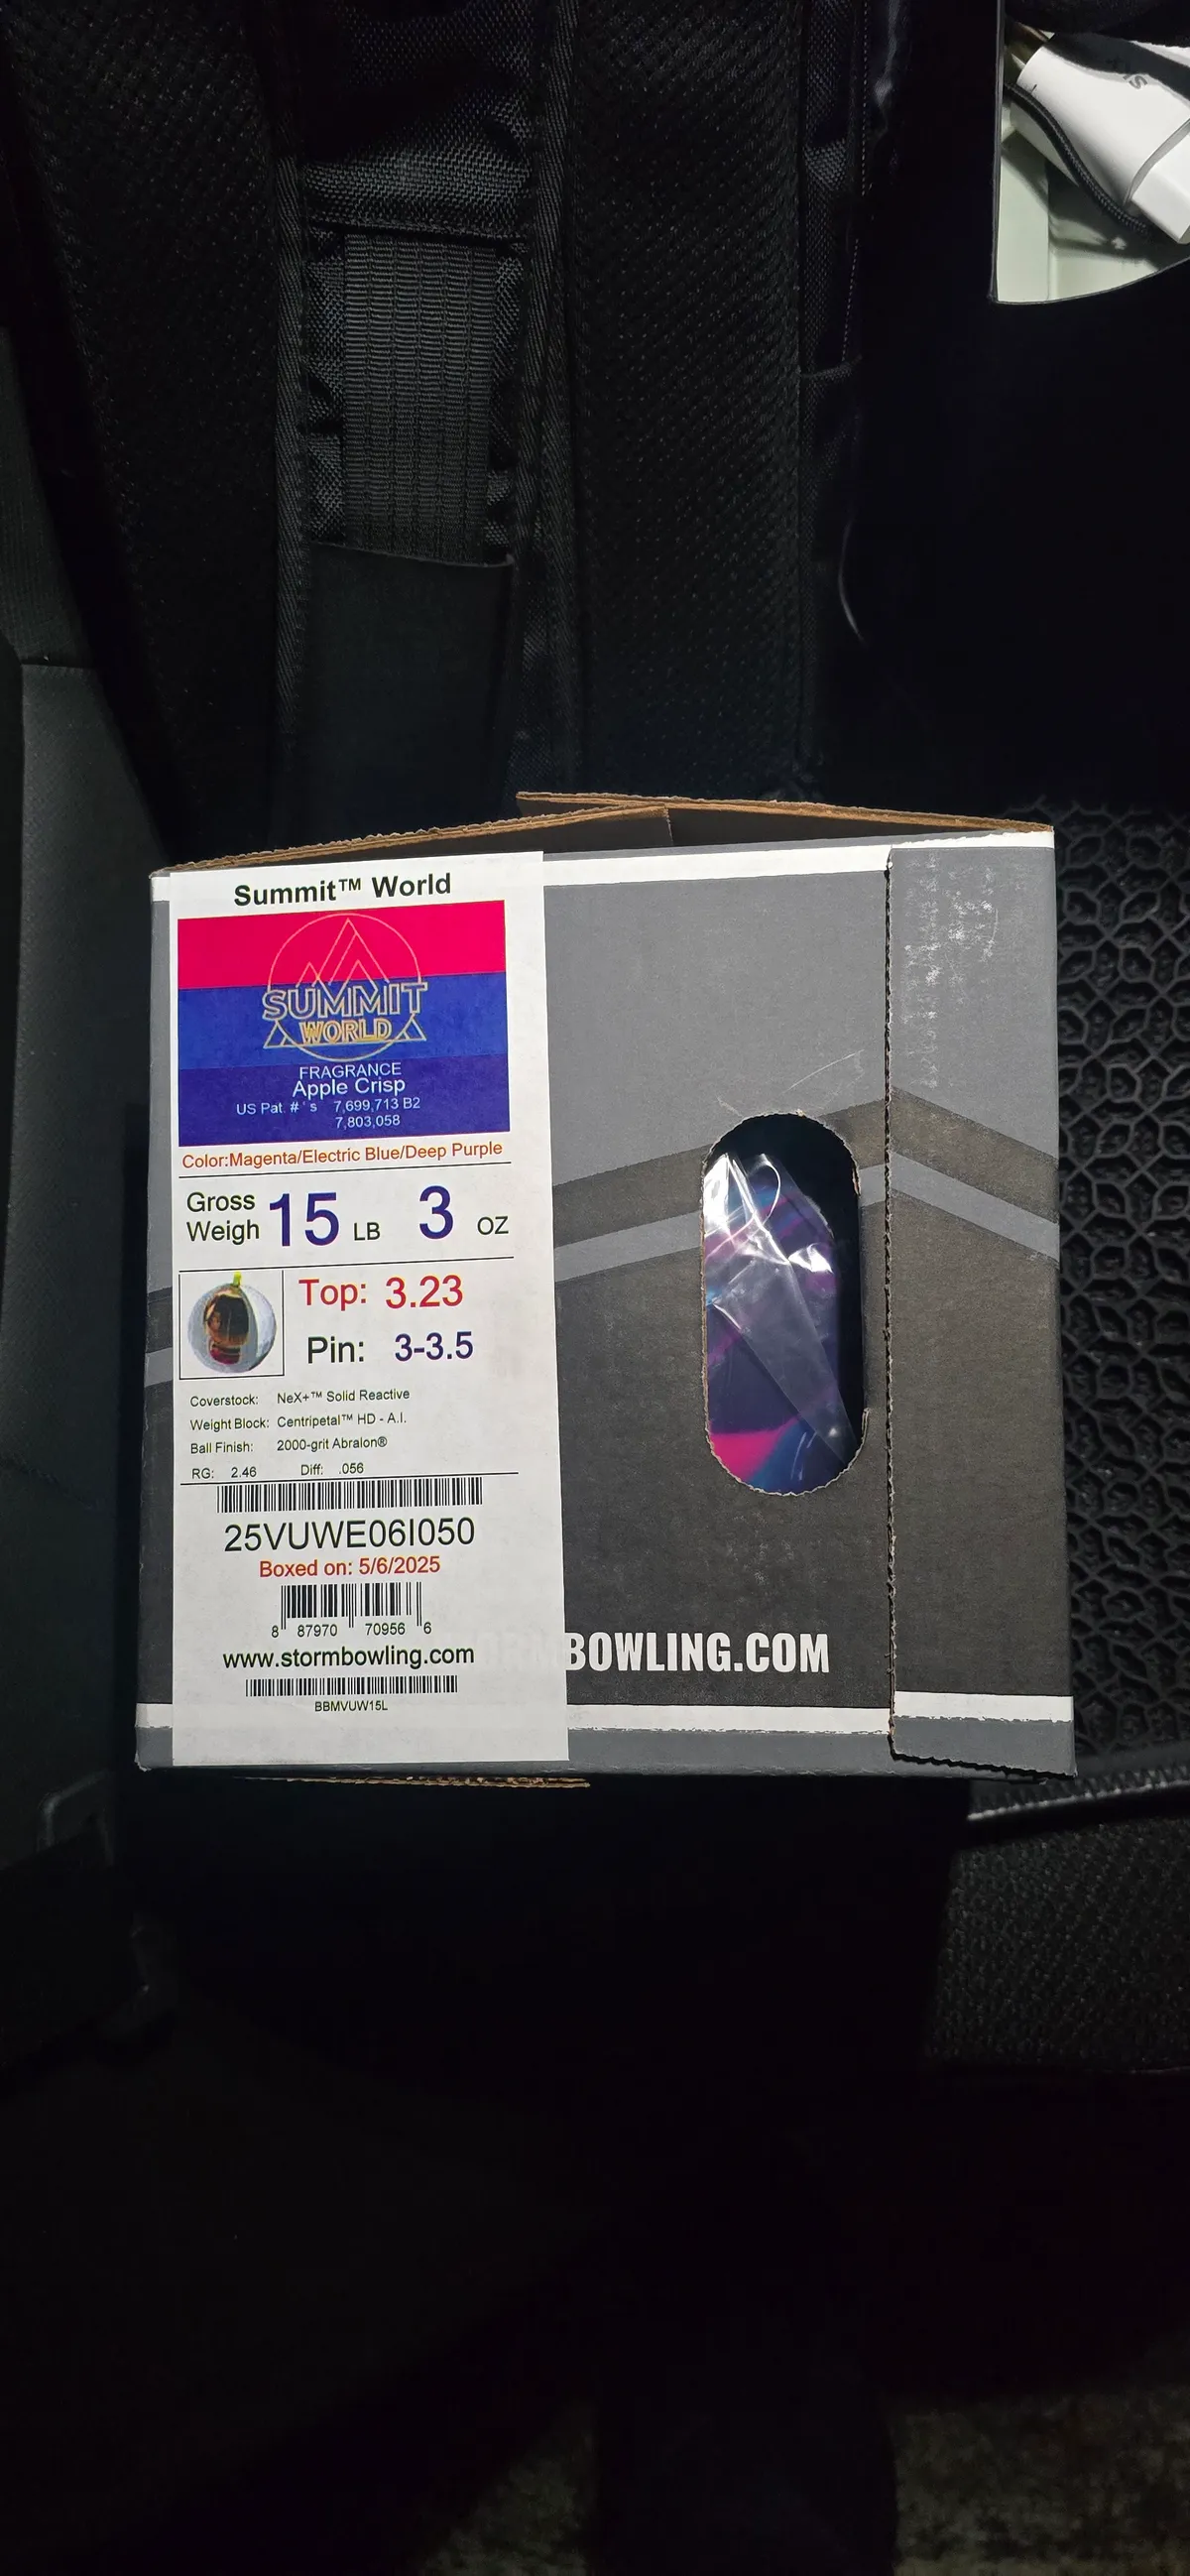 Summit™ World
SUMMIT
WORLD
FRAGRANCE
Apple Crisp
US Pat. #'s 7,699,713 B2
7,803,058
Color:Magenta/Electric Blue/Deep Purple
Gross
Weigh 15 LB 3 OZ
Top: 3.23
Pin: 3-3.5
Coverstock: NeX+™ Solid Reactive
Weight Block: Centripetal™ HD - A.I.
Ball Finish: 2000-grit Abralon®
RG: 2.46 Diff: .056
25VUWE06I050
Boxed on: 5/6/2025
8 87970 70956 6
www.stormbowling.com
BBMVUW15L
BOWLING.COM